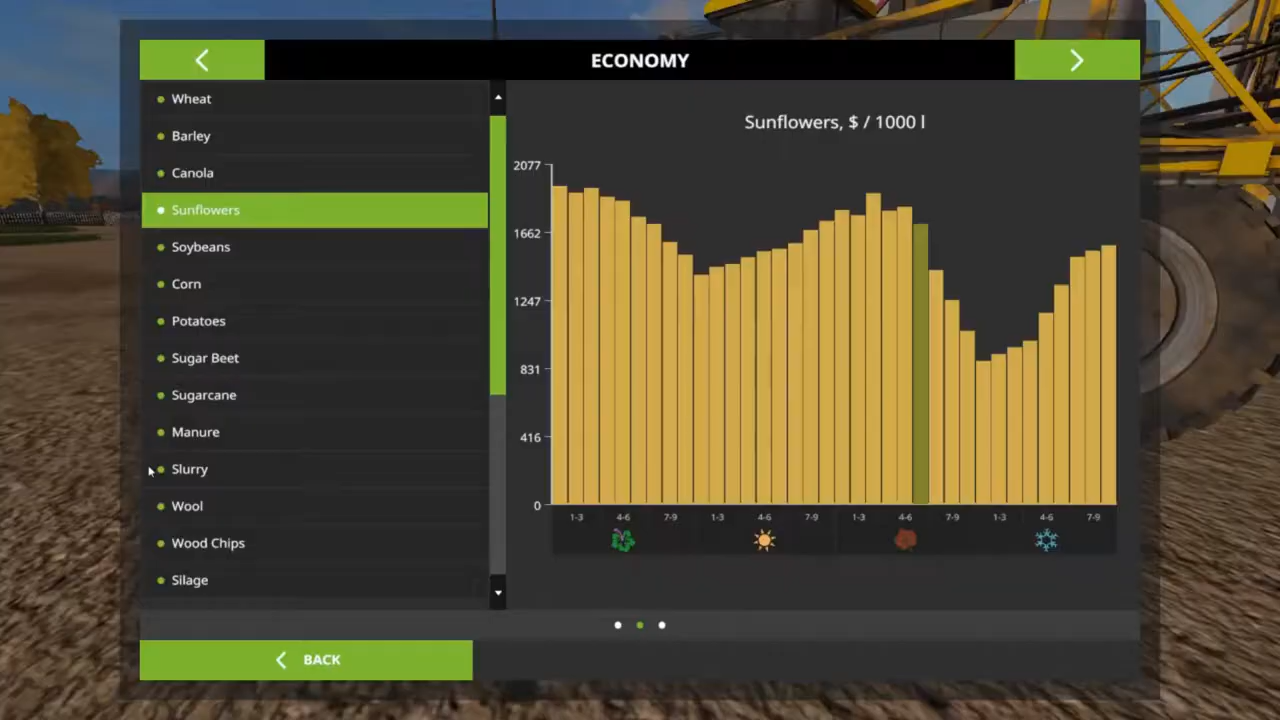 ECONOMY
Wheat
Barley
Canola
Sunflowers
Soybeans
Corn
Potatoes
Sugar Beet
Sugarcane
Manure
Slurry
Wool
Wood Chips
Silage
Sunflowers, $ / 1000 l
2077
1662
1247
831
416
0
1-3 4-6 7-9 1-3 4-6 7-9 1-3 4-6 7-9 1-3 4-6 7-9
BACK